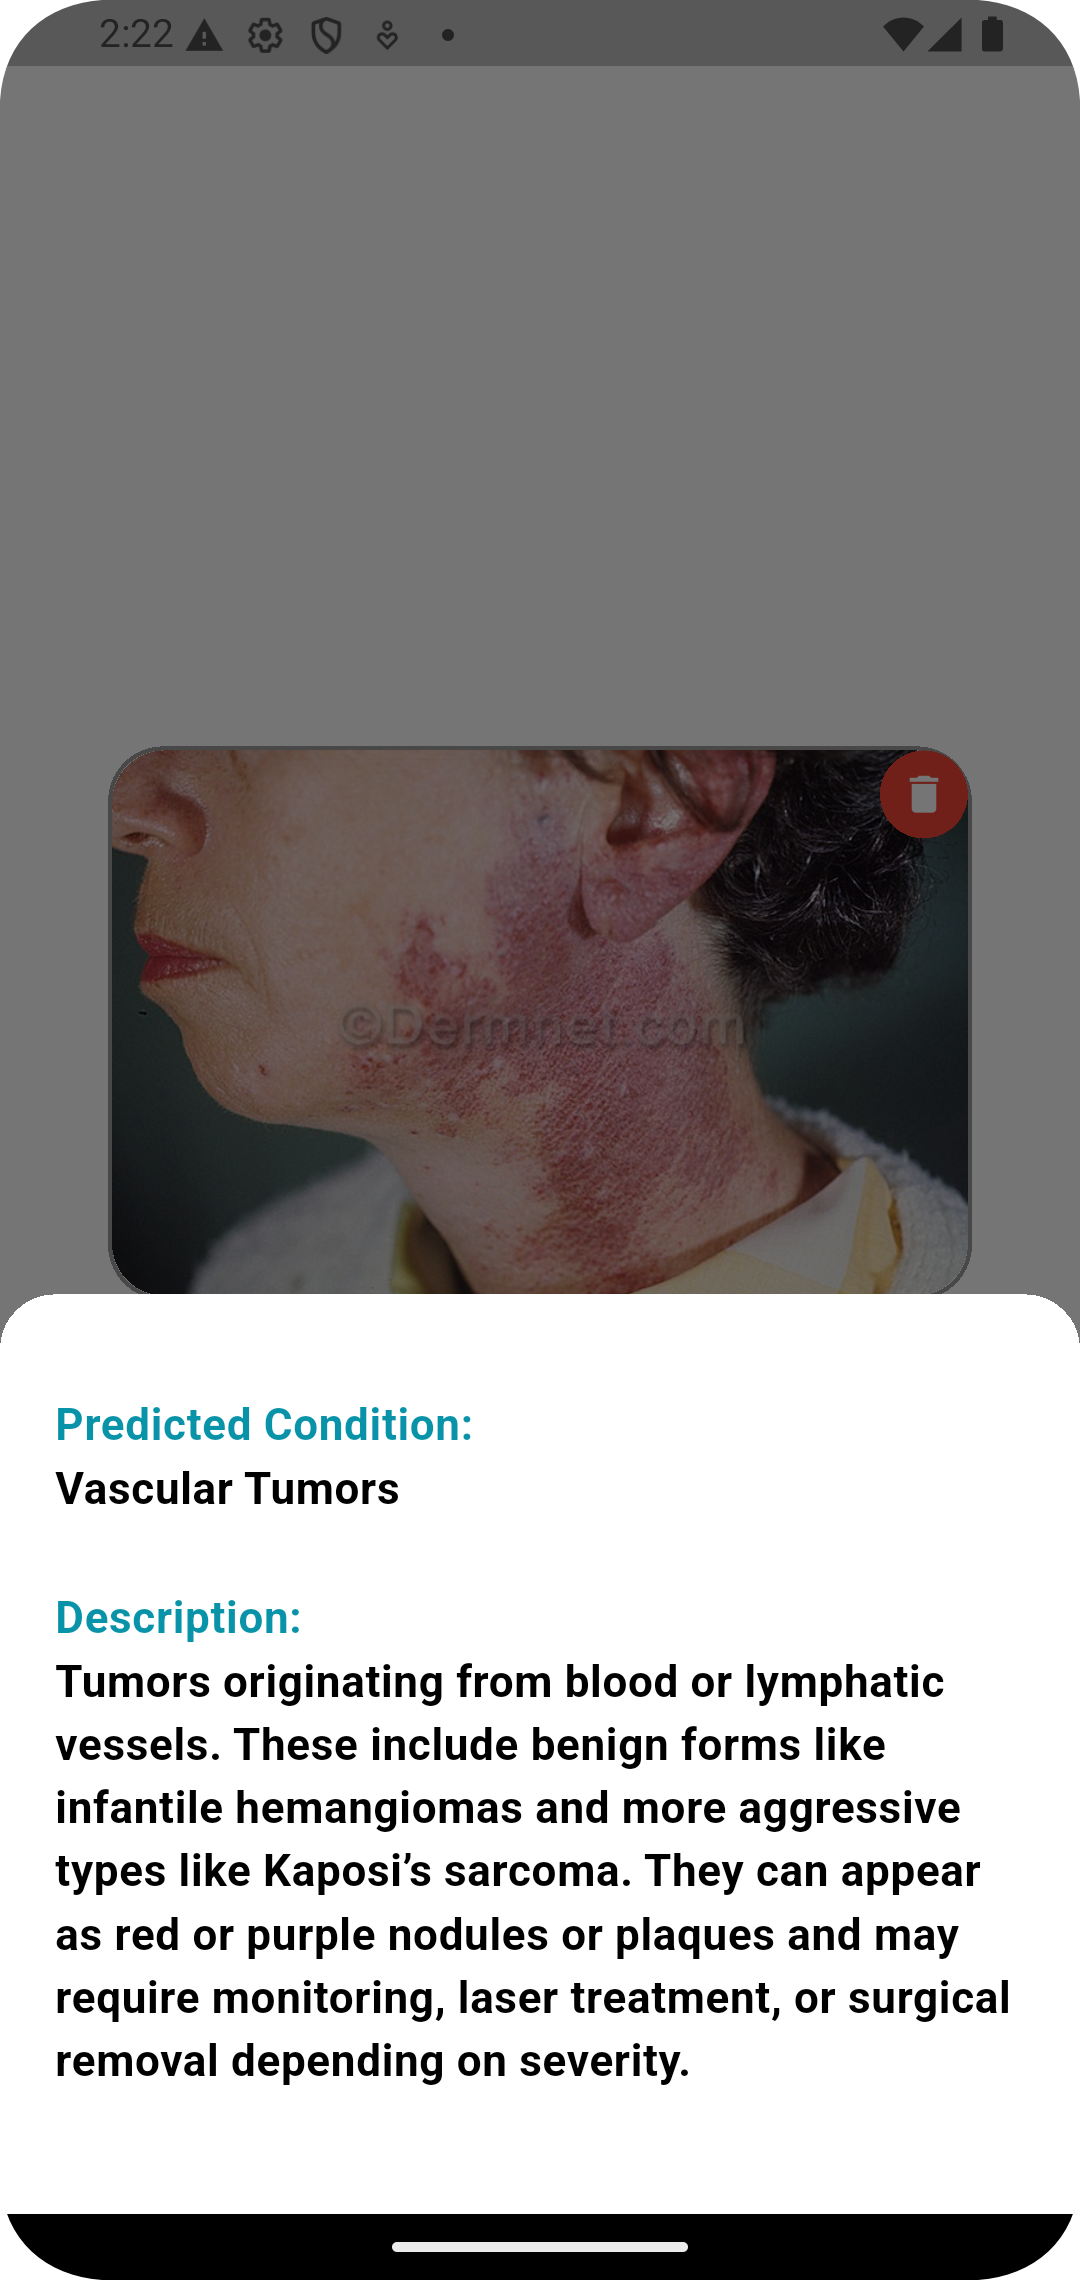 2:22
©Dermnet.com
Predicted Condition:
Vascular Tumors
Description:
Tumors originating from blood or lymphatic
vessels. These include benign forms like
infantile hemangiomas and more aggressive
types like Kaposi’s sarcoma. They can appear
as red or purple nodules or plaques and may
require monitoring, laser treatment, or surgical
removal depending on severity.